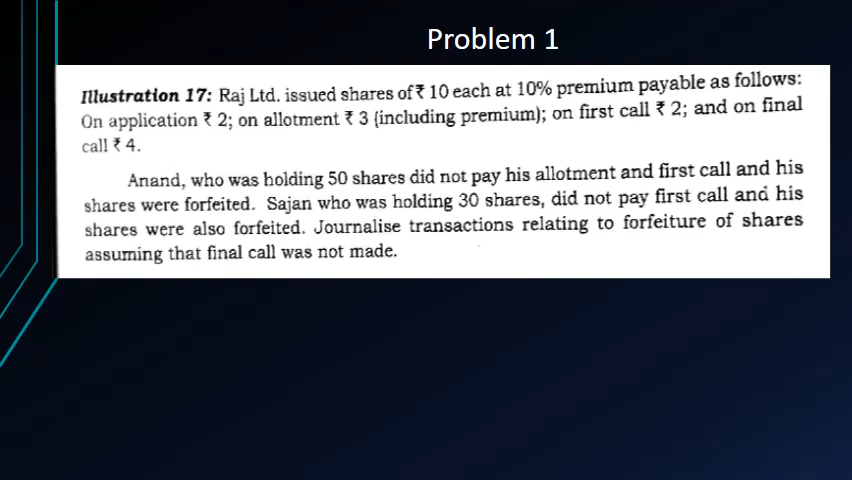 Problem 1
Illustration 17: Raj Ltd. issued shares of ₹ 10 each at 10% premium payable as follows:
On application ₹ 2; on allotment ₹ 3 (including premium); on first call ₹ 2; and on final
call ₹ 4.
Anand, who was holding 50 shares did not pay his allotment and first call and his
shares were forfeited. Sajan who was holding 30 shares, did not pay first call and his
shares were also forfeited. Journalise transactions relating to forfeiture of shares
assuming that final call was not made.